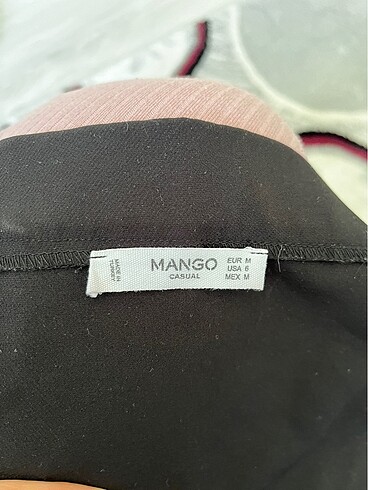 MADE IN
TURKEY
MANGO
CASUAL
EUR M
USA 6
MEX M